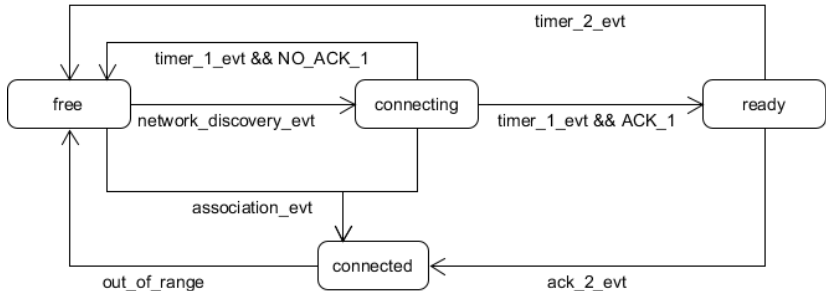 timer_2_evt
timer_1_evt && NO_ACK_1
free
connecting
ready
network_discovery_evt
timer_1_evt && ACK_1
association_evt
connected
out_of_range
ack_2_evt